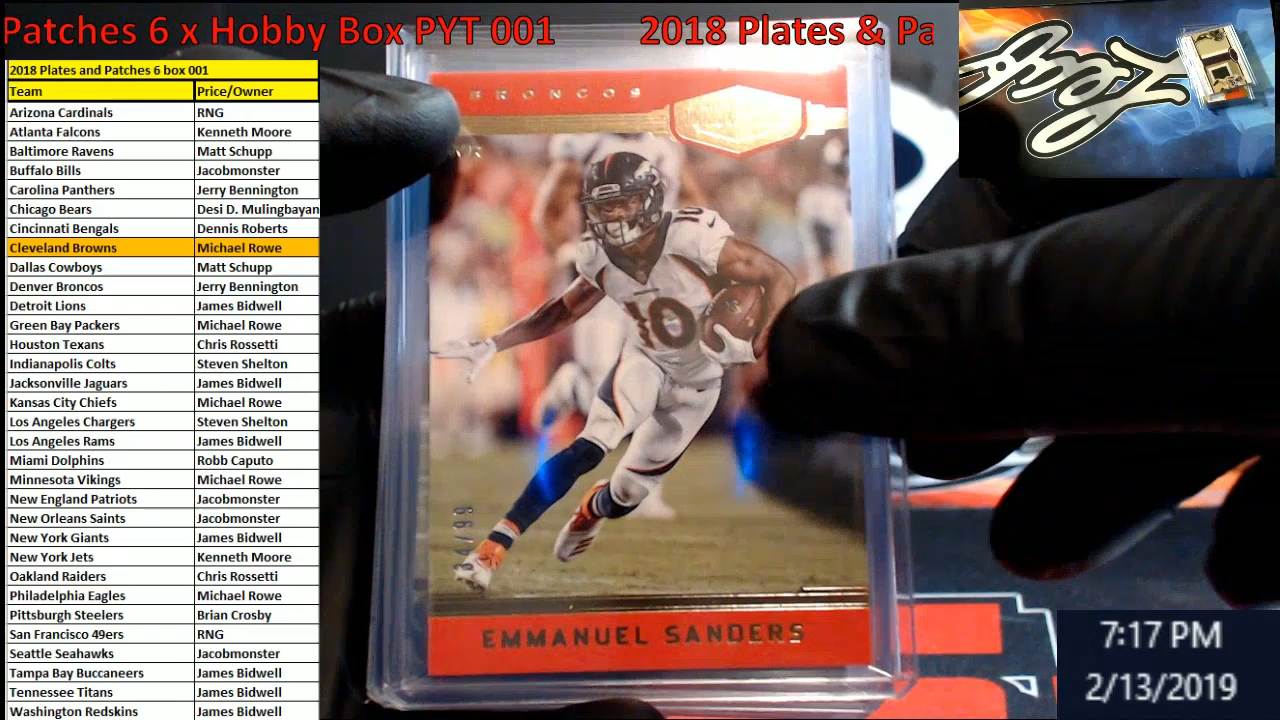 Patches 6 x Hobby Box PYT 001 2018 Plates & Pa
2018 Plates and Patches 6 box 001
Team Price/Owner
Arizona Cardinals RNG
Atlanta Falcons Kenneth Moore
Baltimore Ravens Matt Schupp
Buffalo Bills Jacobmonster
Carolina Panthers Jerry Bennington
Chicago Bears Desi D. Mulingbayan
Cincinnati Bengals Dennis Roberts
Cleveland Browns Michael Rowe
Dallas Cowboys Matt Schupp
Denver Broncos Jerry Bennington
Detroit Lions James Bidwell
Green Bay Packers Michael Rowe
Houston Texans Chris Rossetti
Indianapolis Colts Steven Shelton
Jacksonville Jaguars James Bidwell
Kansas City Chiefs Michael Rowe
Los Angeles Chargers Steven Shelton
Los Angeles Rams James Bidwell
Miami Dolphins Robb Caputo
Minnesota Vikings Michael Rowe
New England Patriots Jacobmonster
New Orleans Saints Jacobmonster
New York Giants James Bidwell
New York Jets Kenneth Moore
Oakland Raiders Chris Rossetti
Philadelphia Eagles Michael Rowe
Pittsburgh Steelers Brian Crosby
San Francisco 49ers RNG
Seattle Seahawks Jacobmonster
Tampa Bay Buccaneers James Bidwell
Tennessee Titans James Bidwell
Washington Redskins James Bidwell
BRONCOS
WR
10
10
EMMANUEL SANDERS
7:17 PM
2/13/2019